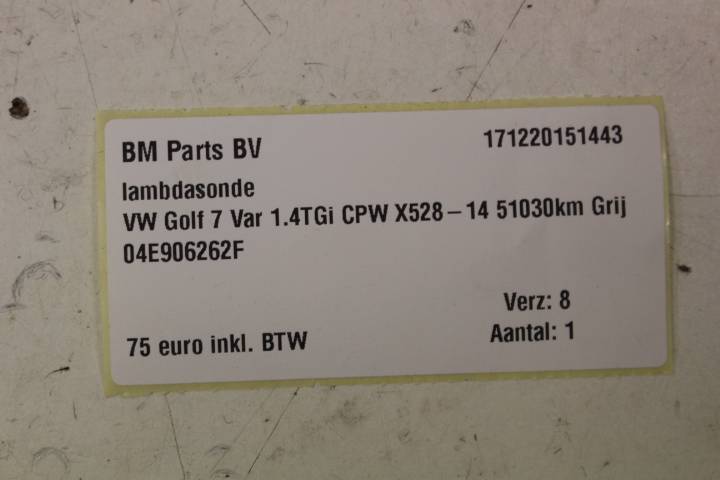 BM Parts BV 171220151443
lambdasonde
VW Golf 7 Var 1.4TGi CPW X528-14 51030km Grij
04E906262F
Verz: 8
75 euro inkl. BTW Aantal: 1